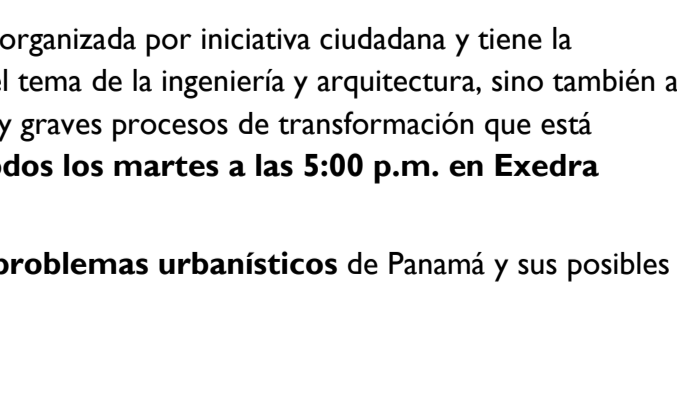 organizada por iniciativa ciudadana y tiene la
el tema de la ingeniería y arquitectura, sino también a
y graves procesos de transformación que está
odos los martes a las 5:00 p.m. en Exedra
problemas urbanísticos de Panamá y sus posibles